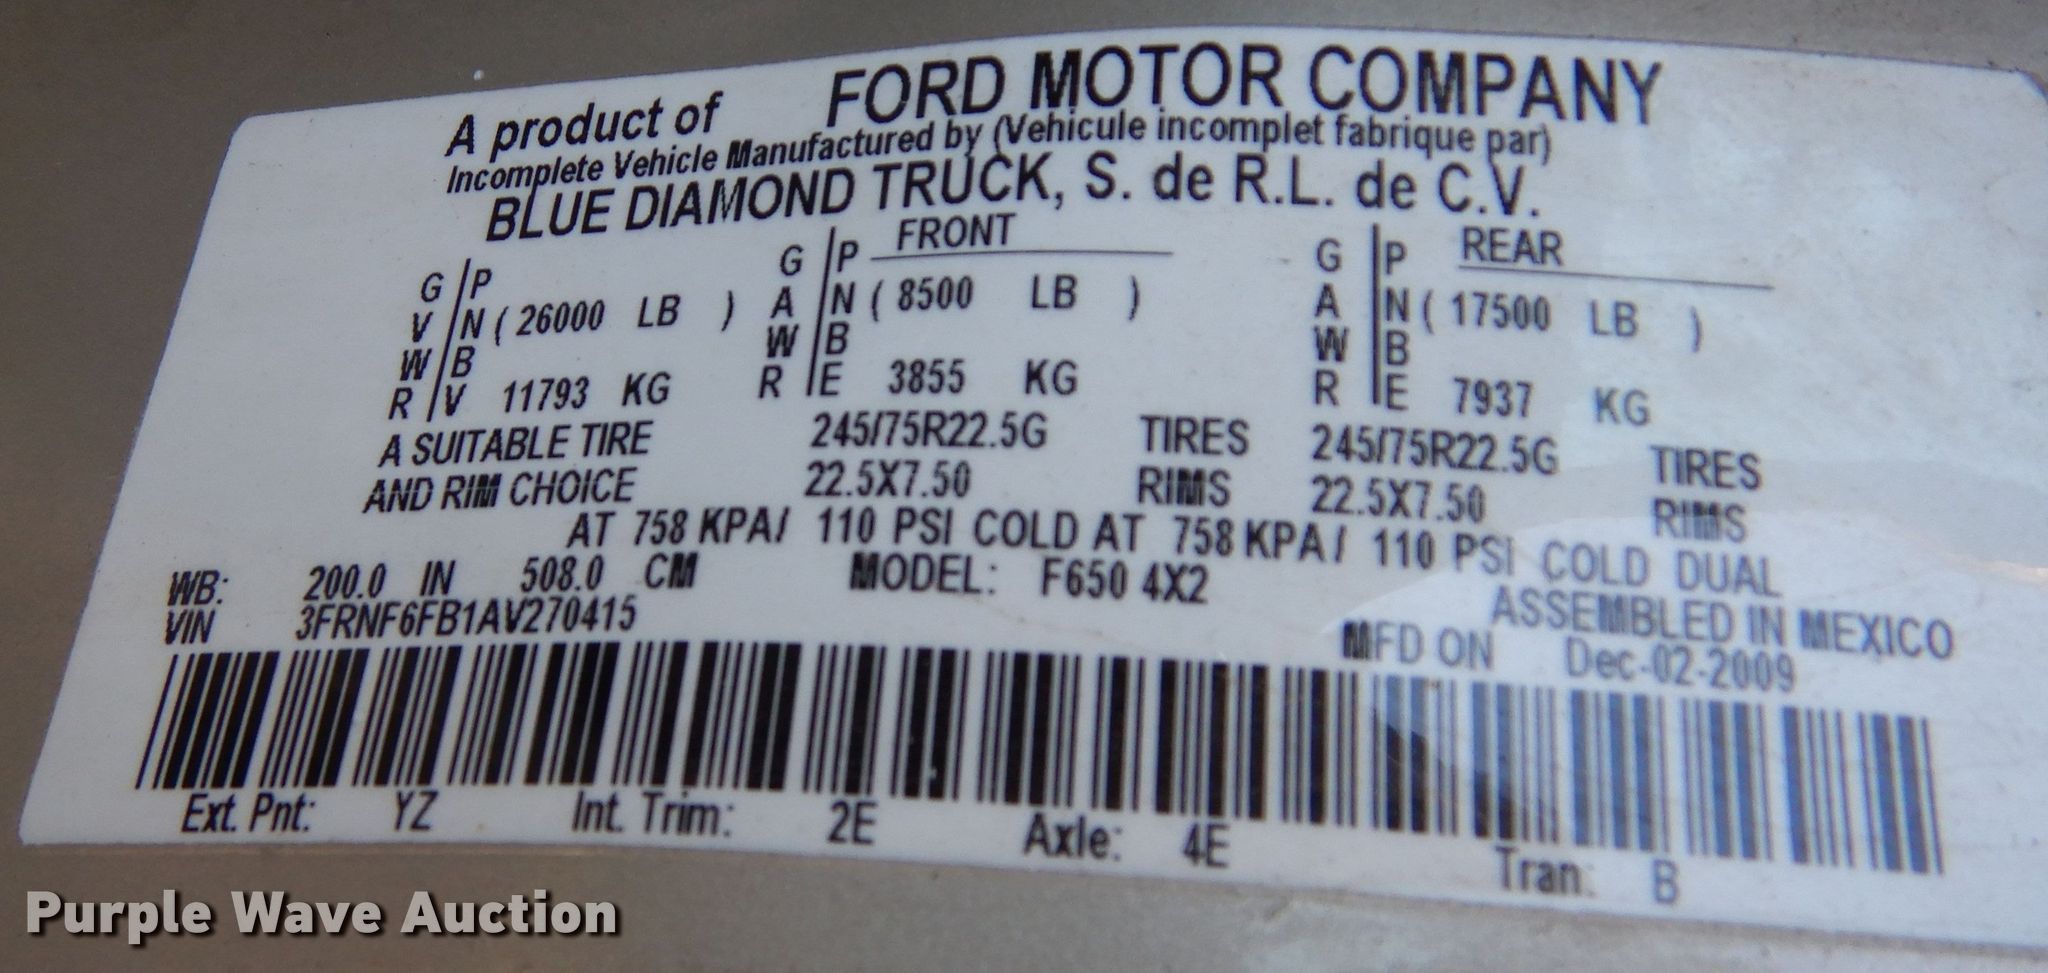 A product of FORD MOTOR COMPANY
Incomplete Vehicle Manufactured by (Vehicule incomplet fabrique par)
BLUE DIAMOND TRUCK, S. de R.L. de C.V.
FRONT REAR
G/P G/P G|P
V/N (26000 LB ) A/N (8500 LB ) A|N (17500 LB )
W/B W/B W|B
R/V 11793 KG R/E 3855 KG R|E 7937 KG
A SUITABLE TIRE 245/75R22.5G TIRES 245/75R22.5G TIRES
AND RIM CHOICE 22.5X7.50 RIMS 22.5X7.50 RIMS
AT 758 KPA/ 110 PSI COLD AT 758 KPA/ 110 PSI COLD DUAL
WB: 200.0 IN 508.0 CM MODEL: F650 4X2 ASSEMBLED IN MEXICO
VIN 3FRNF6FB1AV270415 MFD ON Dec-02-2009
Ext. Pnt: YZ Int. Trim: 2E Axle: 4E Tran: B
Purple Wave Auction